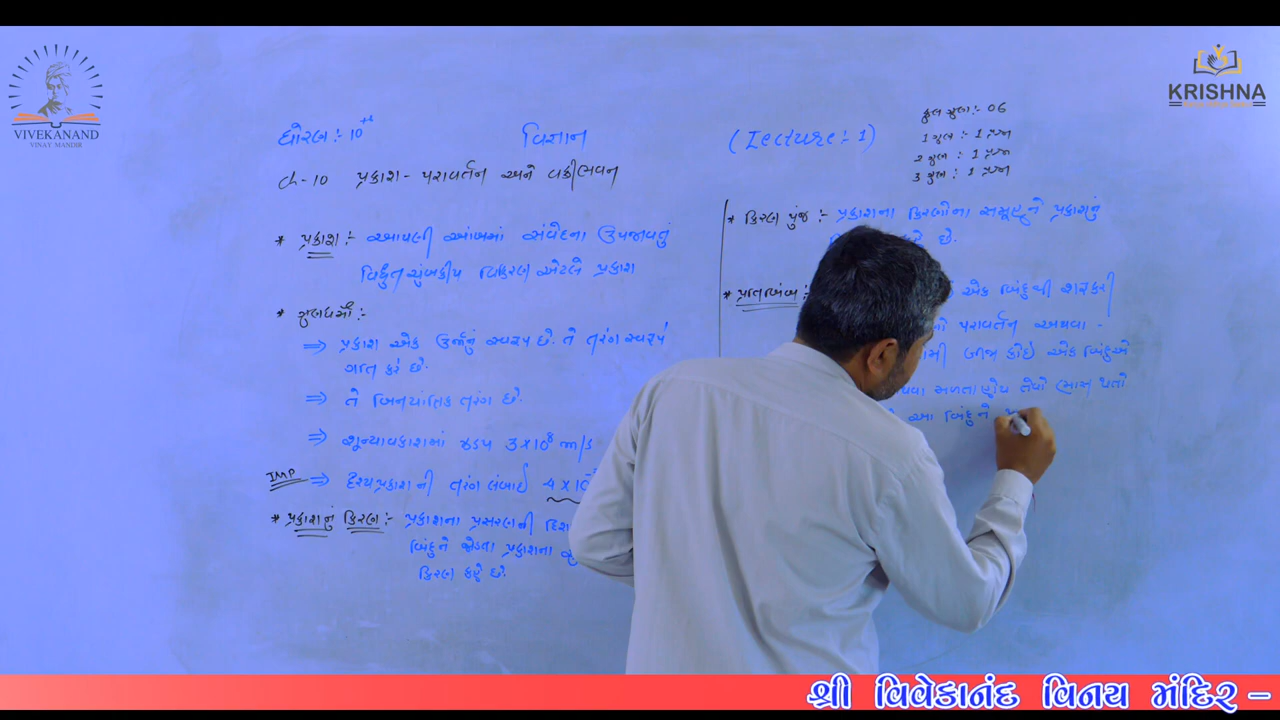 VIVEKANAND
VINAY MANDIR
KRISHNA
ધોરણ :- 10th
વિજ્ઞાન
(Lecture :- 1)
કુલ ગુણ :- 06
1 ગુણ :- 1 પ્રશ્ન
2 ગુણ : 1 પ્રશ્ન
3 ગુણ : 1 પ્રશ્ન
ch-10 પ્રકાશ - પરાવર્તન અને વક્રીભવન
* પ્રકાશ :- આપણી આંખમાં સંવેદના ઉપજાવતું
વિદ્યુતચુંબકીય વિકિરણ એટલે પ્રકાશ
* ગુણધર્મો :-
⇒ પ્રકાશ એક ઉર્જાનું સ્વરૂપ છે. તે તરંગ સ્વરૂપે
ગતિ કરે છે.
⇒ તે બિનયાંત્રિક તરંગ છે.
⇒ શૂન્યાવકાશમાં ઝડપ 3×10⁸ m/s
IMP ⇒ દૃશ્યપ્રકાશની તરંગ લંબાઈ 4×10
* પ્રકાશનું કિરણ :- પ્રકાશના પ્રસરણની
બિંદુને જોડતા પ્રકાશના
કિરણ કહે છે.
* કિરણ પુંજ :- પ્રકાશના કિરણોના સમૂહને પ્રકાશનું
છે.
* પ્રતિબિંબ :
એક બિંદુથી શરૂ કરી
પરાવર્તન અથવા -
બીજા કોઈ એક બિંદુએ
મળતા હોય તેવો ભાસ થતો
આ બિંદુને
શ્રી વિવેકાનંદ વિનય મંદિર –